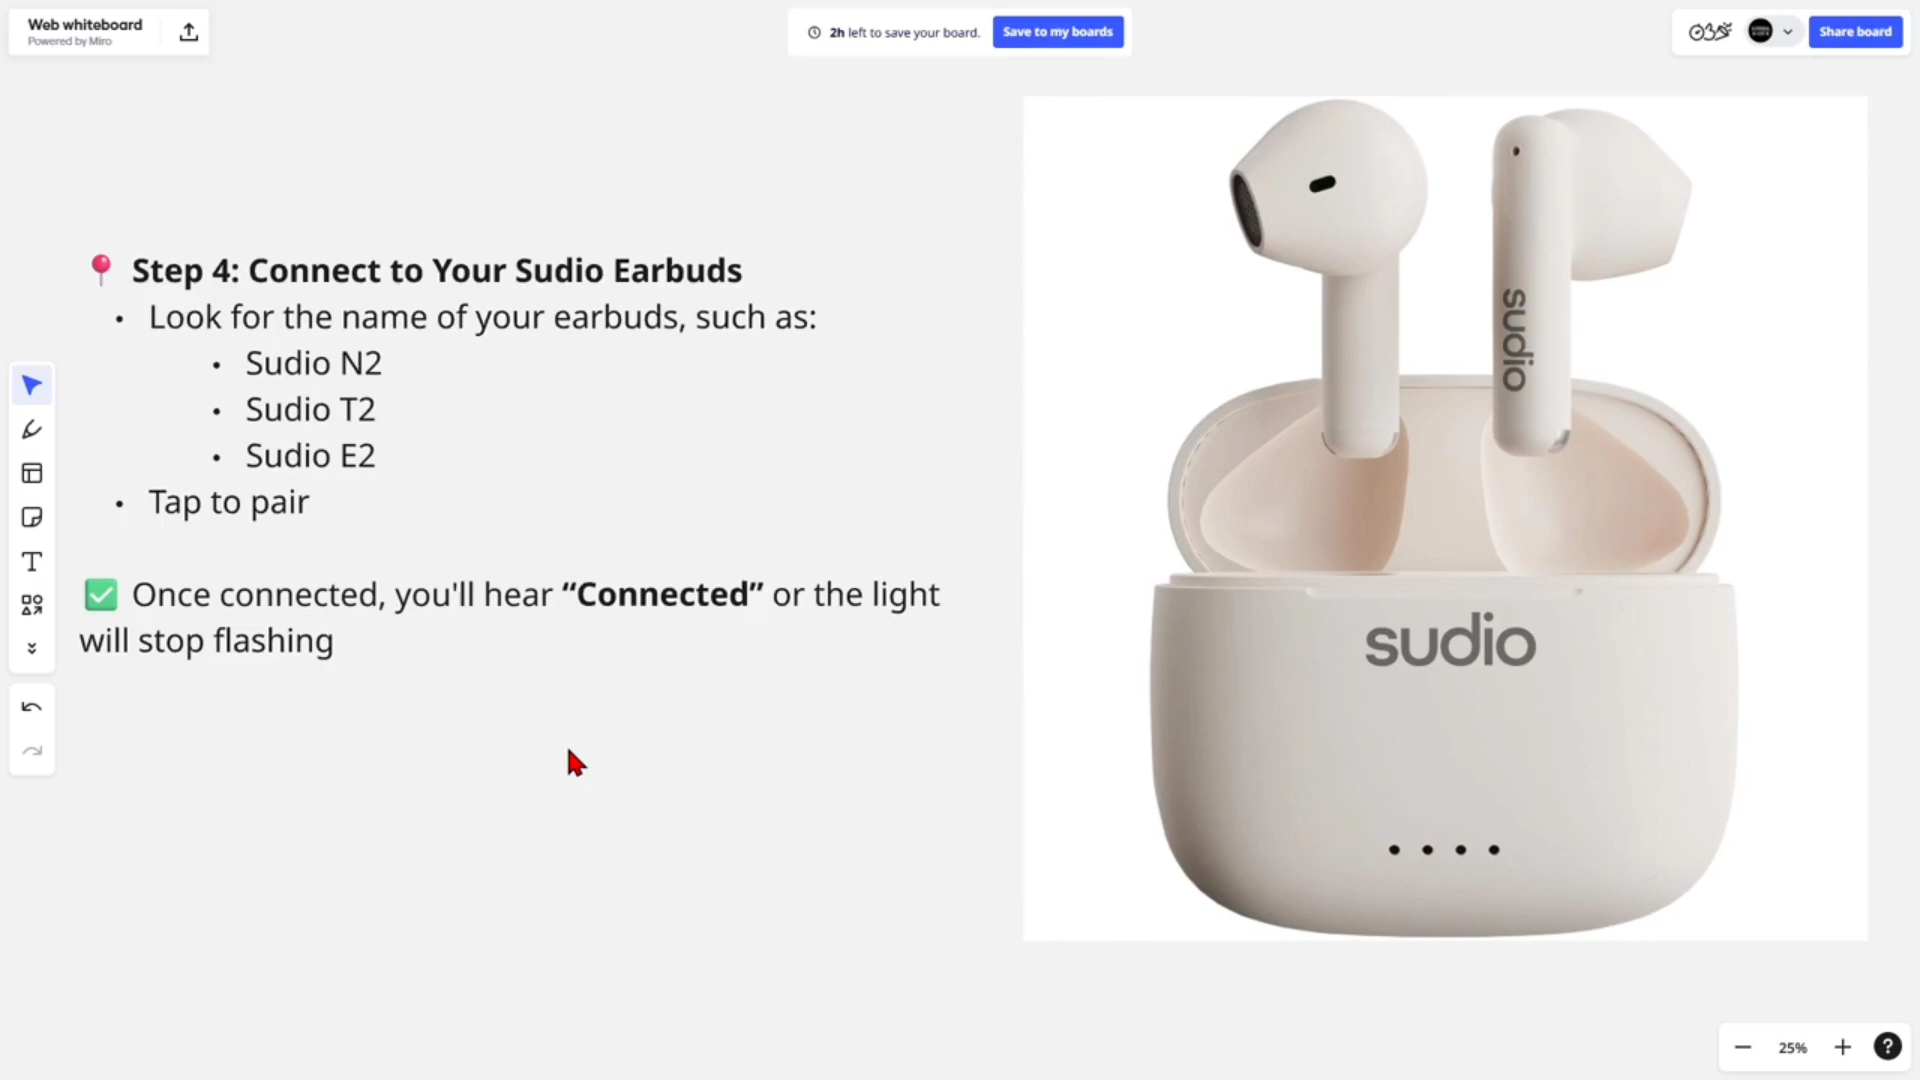 Web whiteboard
Powered by Miro
2h left to save your board.
Save to my boards
Share board
Step 4: Connect to Your Sudio Earbuds
• Look for the name of your earbuds, such as:
• Sudio N2
• Sudio T2
• Sudio E2
• Tap to pair
✅ Once connected, you'll hear “Connected” or the light
will stop flashing
sudio
sudio
25%